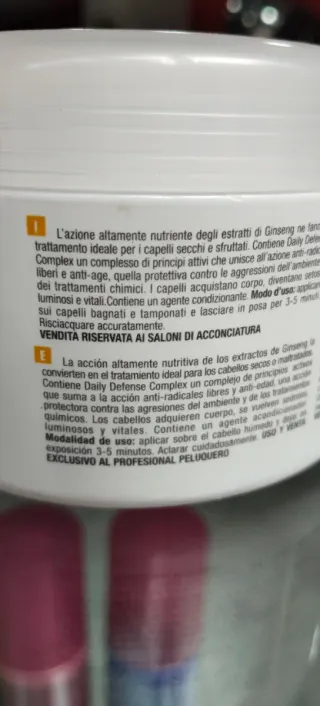 I L'azione altamente nutriente degli estratti di Ginseng ne fanno
trattamento ideale per i capelli secchi e sfruttati. Contiene Daily Defense
Complex un complesso di principi attivi che unisce all'azione anti-radicali
liberi e anti-age, quella protettiva contro le aggressioni dell'ambiente
dei trattamenti chimici. I capelli acquistano corpo, diventano
luminosi e vitali. Contiene un agente condizionante. Modo d'uso: applicare
sui capelli bagnati e tamponati e lasciare in posa per 3-5 minuti.
Risciacquare accuratamente.
VENDITA RISERVATA AI SALONI DI ACCONCIATURA
E La acción altamente nutritiva de los extractos de Ginseng la
convierten en el tratamiento ideal para los cabellos secos o maltratados.
Contiene Daily Defense Complex un complejo de principios activos
que suma a la acción anti-radicales libres y anti-edad, una acción
protectora contra las agresiones del ambiente y de los tratamientos
químicos. Los cabellos adquieren cuerpo, se vuelven sedosos,
luminosos y vitales. Contiene un agente acondicionador.
Modalidad de uso: aplicar sobre el cabello húmedo y
exposición 3-5 minutos. Aclarar cuidadosamente. USO Y VENTA
EXCLUSIVO AL PROFESIONAL PELUQUERO